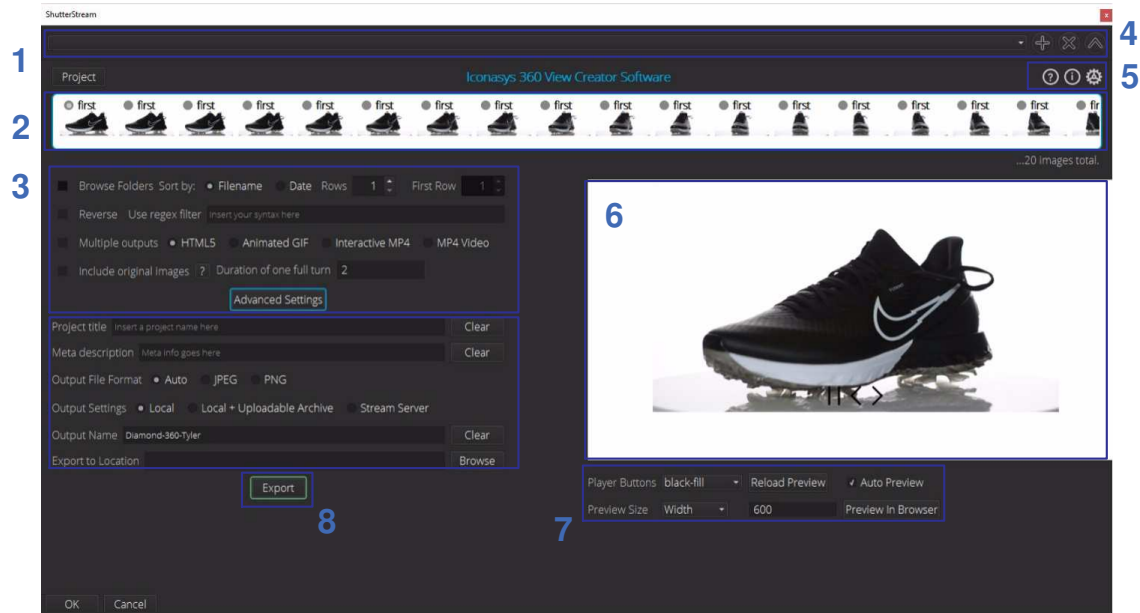 ShutterStream
1
4
Project
Iconasys 360 View Creator Software
5
2
first first first first first first first first first first first first first first first first first fir
...20 images total.
3
Browse Folders Sort by: Filename Date Rows 1 First Row 1
Reverse Use regex filter Insert your syntax here
Multiple outputs HTML5 Animated GIF Interactive MP4 MP4 Video
Include original images ? Duration of one full turn 2
Advanced Settings
Project title Insert a project name here Clear
Meta description Meta info goes here Clear
Output File Format Auto JPEG PNG
Output Settings Local Local + Uploadable Archive Stream Server
Output Name Diamond-360-Tyler Clear
Export to Location Browse
Export
8
6
Player Buttons black-fill Reload Preview Auto Preview
Preview Size Width 600 Preview In Browser
7
OK Cancel